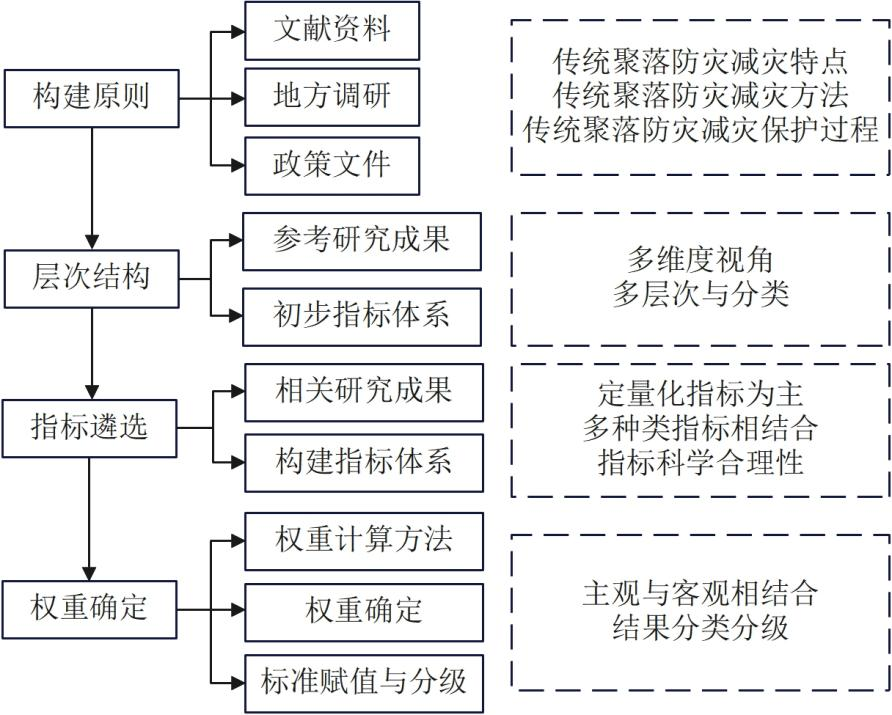 构建原则
文献资料
地方调研
政策文件
传统聚落防灾减灾特点
传统聚落防灾减灾方法
传统聚落防灾减灾保护过程
层次结构
参考研究成果
初步指标体系
多维度视角
多层次与分类
指标遴选
相关研究成果
构建指标体系
定量化指标为主
多种类指标相结合
指标科学合理性
权重确定
权重计算方法
权重确定
标准赋值与分级
主观与客观相结合
结果分类分级